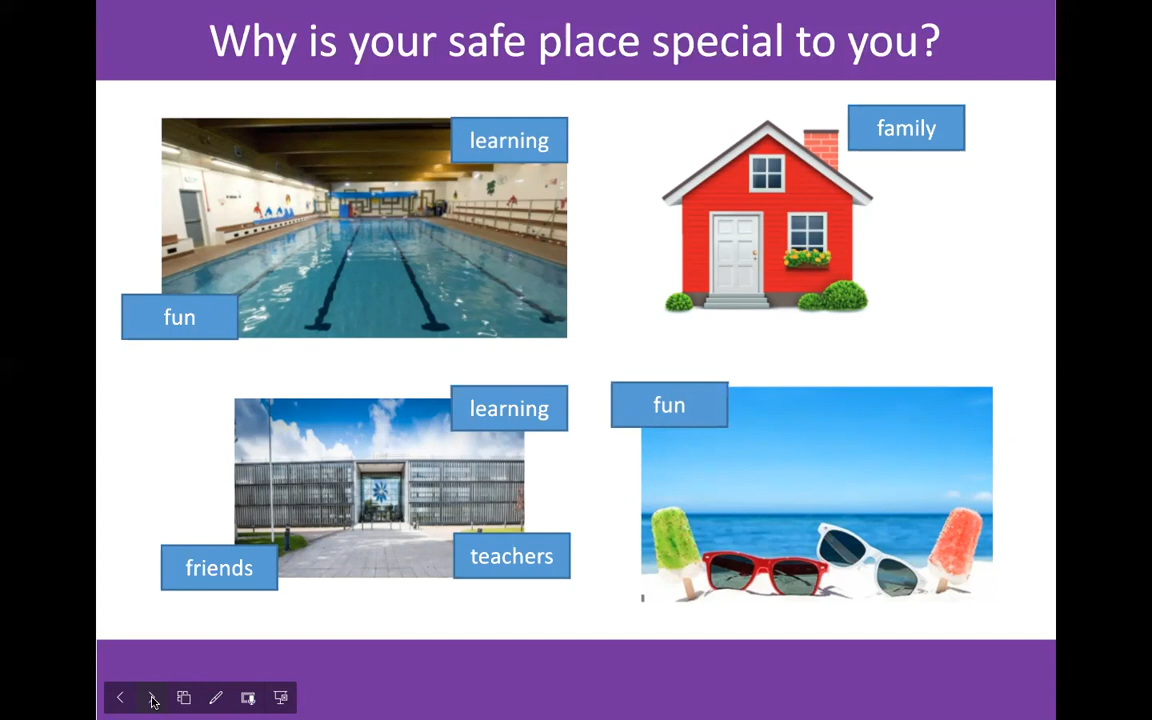 Why is your safe place special to you?
learning
family
fun
learning
fun
friends
teachers